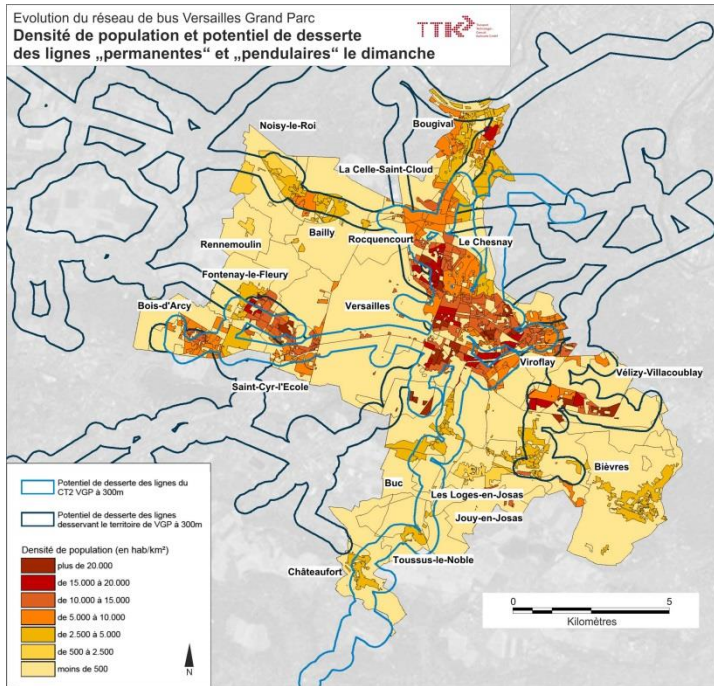 Evolution du réseau de bus Versailles Grand Parc
Densité de population et potentiel de desserte
des lignes „permanentes“ et „pendulaires“ le dimanche
TTK
Noisy-le-Roi
Bougival
La Celle-Saint-Cloud
Bailly
Rocquencourt
Le Chesnay
Rennemoulin
Fontenay-le-Fleury
Bois-d'Arcy
Versailles
Viroflay
Vélizy-Villacoublay
Saint-Cyr-l'Ecole
Bièvres
Buc
Les Loges-en-Josas
Jouy-en-Josas
Toussus-le-Noble
Châteaufort
Potentiel de desserte des lignes du
CT2 VGP à 300m
Potentiel de desserte des lignes
desservant le territoire de VGP à 300m
Densité de population (en hab/km²)
plus de 20.000
de 15.000 à 20.000
de 10.000 à 15.000
de 5.000 à 10.000
de 2.500 à 5.000
de 500 à 2.500
moins de 500
N
0 5
Kilomètres